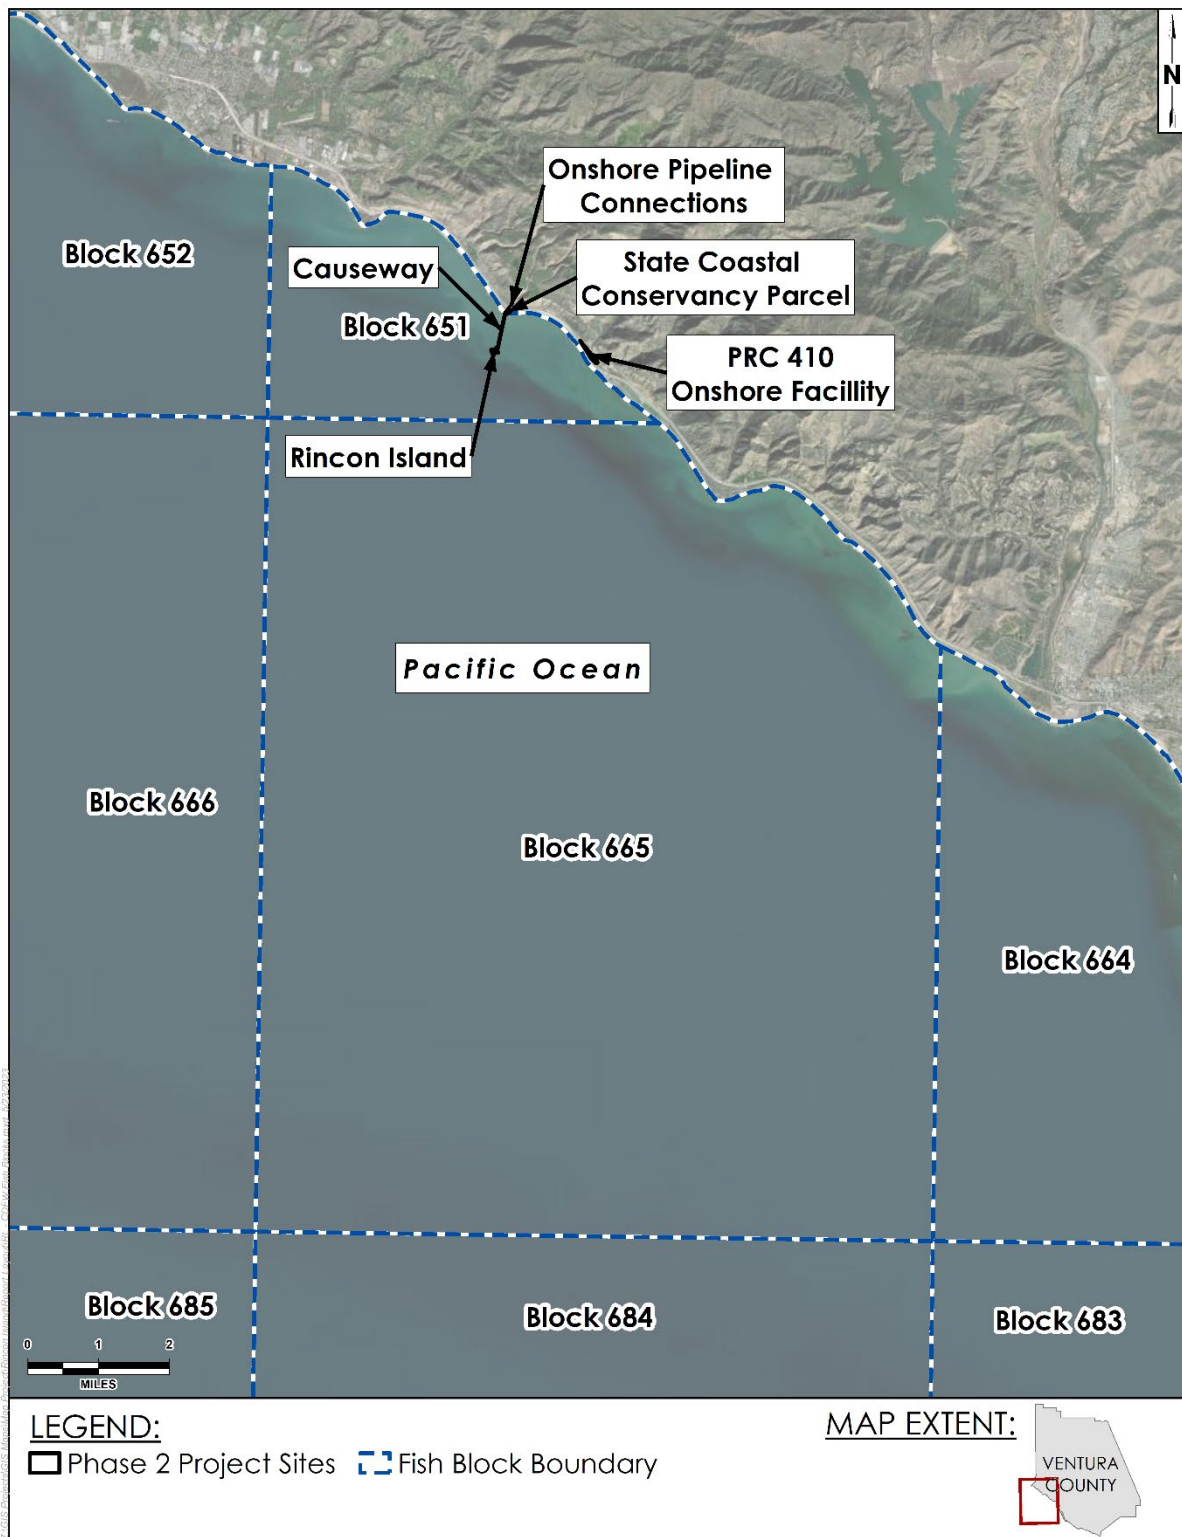 N
Onshore Pipeline
Connections
State Coastal
Conservancy Parcel
Block 652
Causeway
Block 651
PRC 410
Onshore Facillity
Rincon Island
Pacific Ocean
Block 666
Block 665
Block 664
Block 685
Block 684
Block 683
0 1 2
MILES
LEGEND:
Phase 2 Project Sites
Fish Block Boundary
MAP EXTENT:
VENTURA
COUNTY